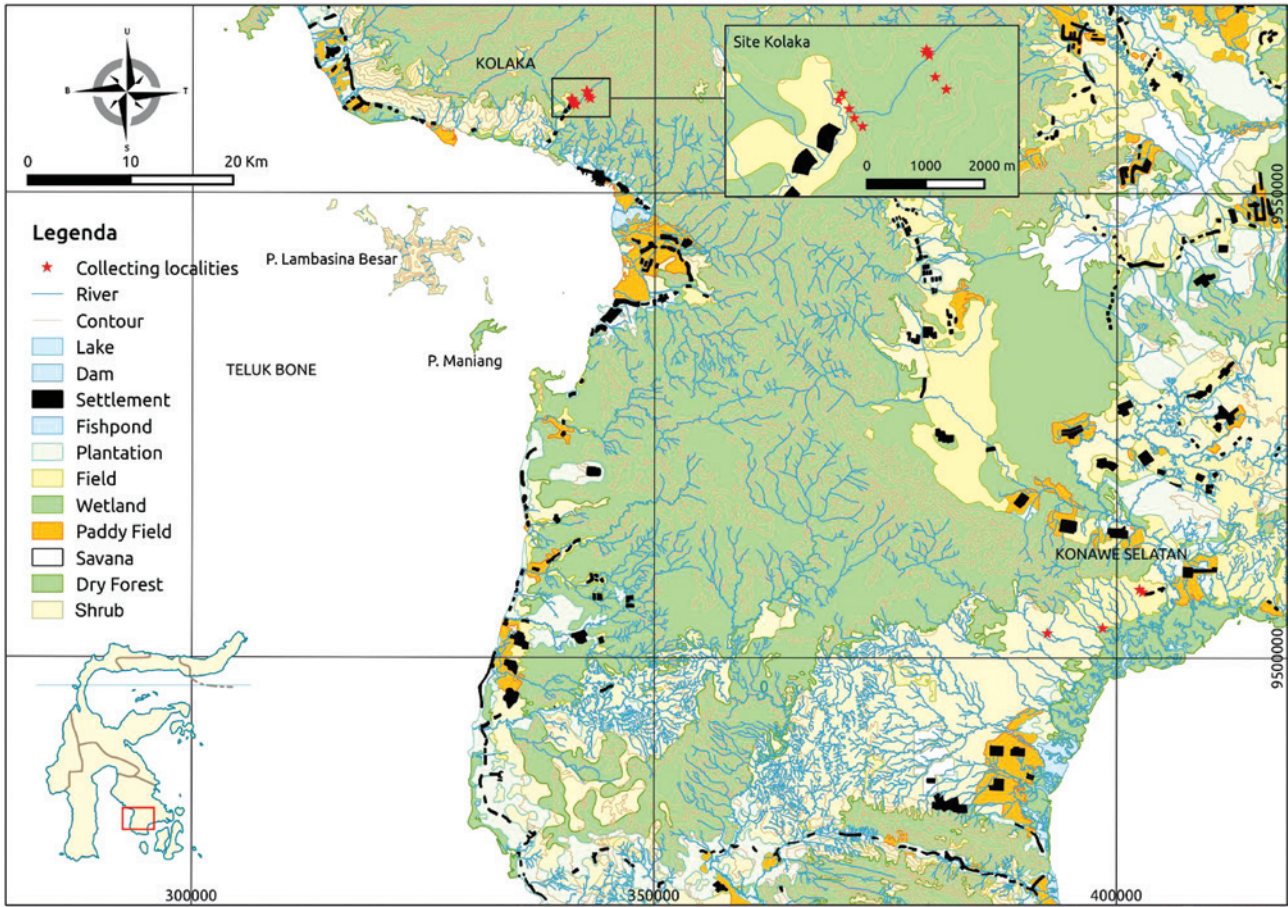 U
B
T
S
0 10 20 Km
KOLAKA
Site Kolaka
0 1000 2000 m
9550000
Legenda
Collecting localities
River
Contour
Lake
Dam
Settlement
Fishpond
Plantation
Field
Wetland
Paddy Field
Savana
Dry Forest
Shrub
P. Lambasina Besar
P. Maniang
TELUK BONE
KONAWE SELATAN
9500000
300000
350000
400000